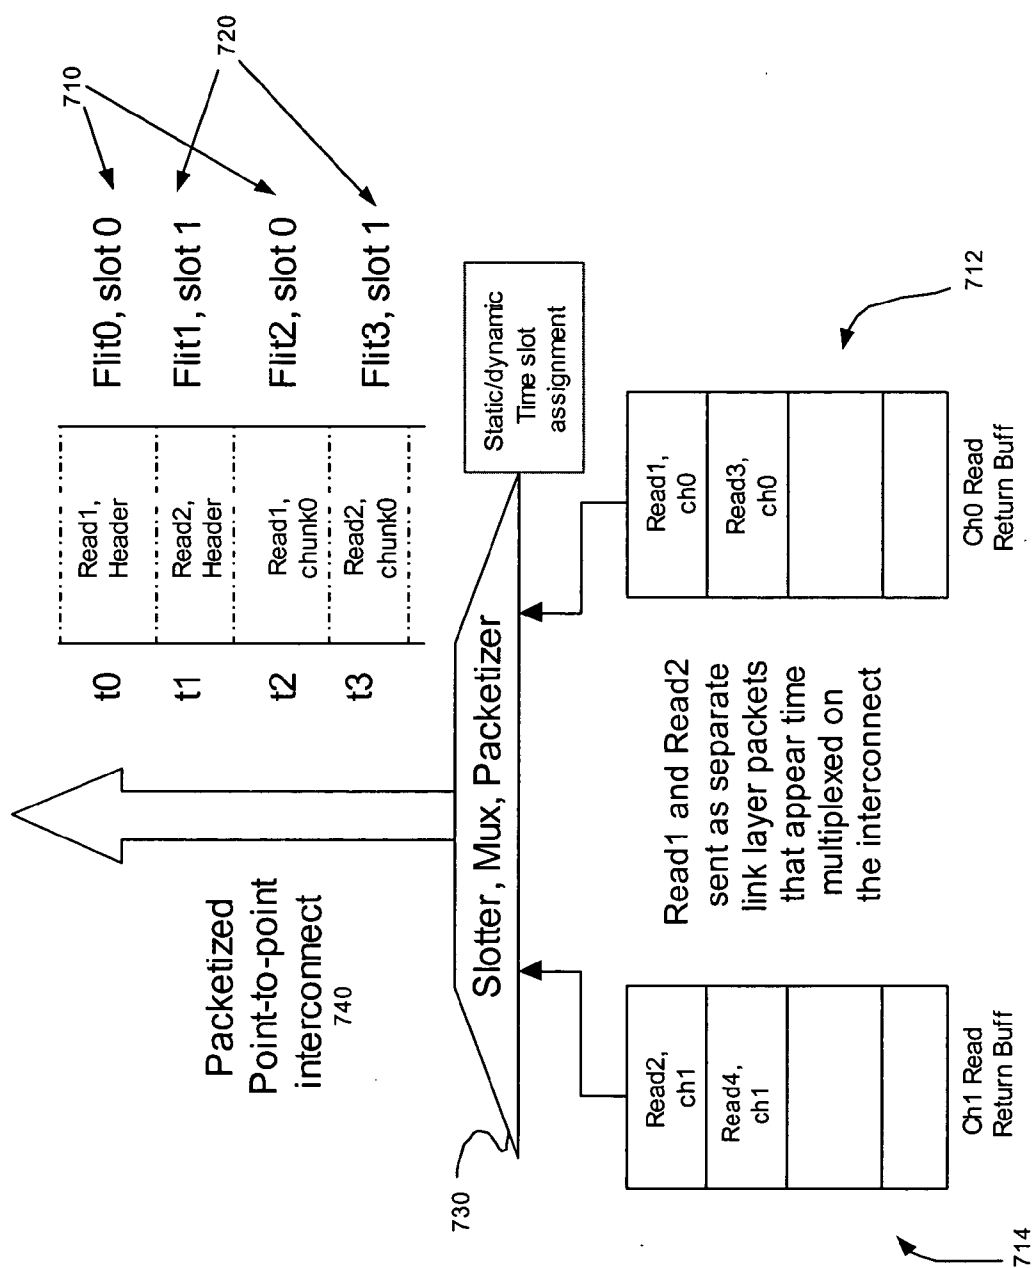 Packetized
Point-to-point
interconnect
740
t0
t1
t2
t3
Read1,
Header
Read2,
Header
Read1,
chunk0
Read2,
chunk0
Flit0, slot 0
Flit1, slot 1
Flit2, slot 0
Flit3, slot 1
710
720
730
Slotter, Mux, Packetizer
Static/dynamic
Time slot
assignment
Read2,
ch1
Read4,
ch1
Ch1 Read
Return Buff
714
Read1 and Read2
sent as separate
link layer packets
that appear time
multiplexed on
the interconnect
Read1,
ch0
Read3,
ch0
Ch0 Read
Return Buff
712